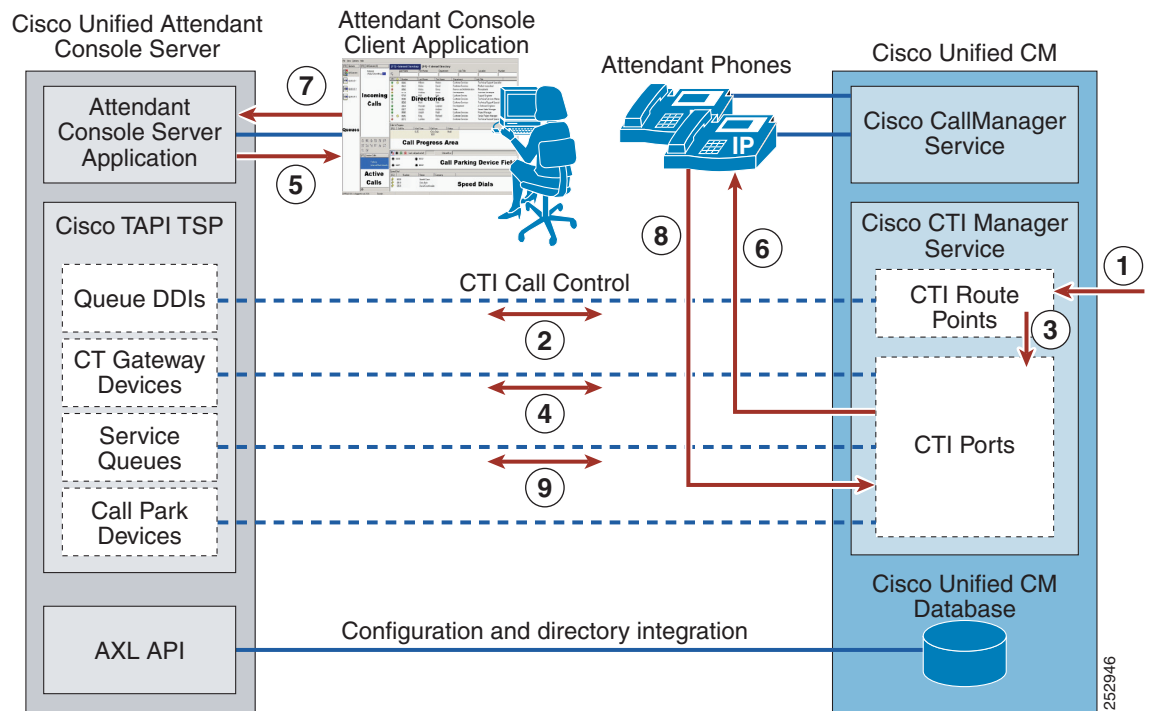 Cisco Unified Attendant
Console Server
Attendant Console
Client Application
Attendant Phones
Cisco Unified CM
Attendant
Console Server
Application
7
5
Incoming
Calls
Directories
Queues
Call Progress Area
Call Parking Device Field
Active
Calls
Speed Dials
IP
Cisco CallManager
Service
Cisco TAPI TSP
Queue DDIs
CT Gateway
Devices
Service
Queues
Call Park
Devices
CTI Call Control
2
4
9
8
6
Cisco CTI Manager
Service
CTI Route
Points
1
3
CTI Ports
AXL API
Configuration and directory integration
Cisco Unified CM
Database
252946